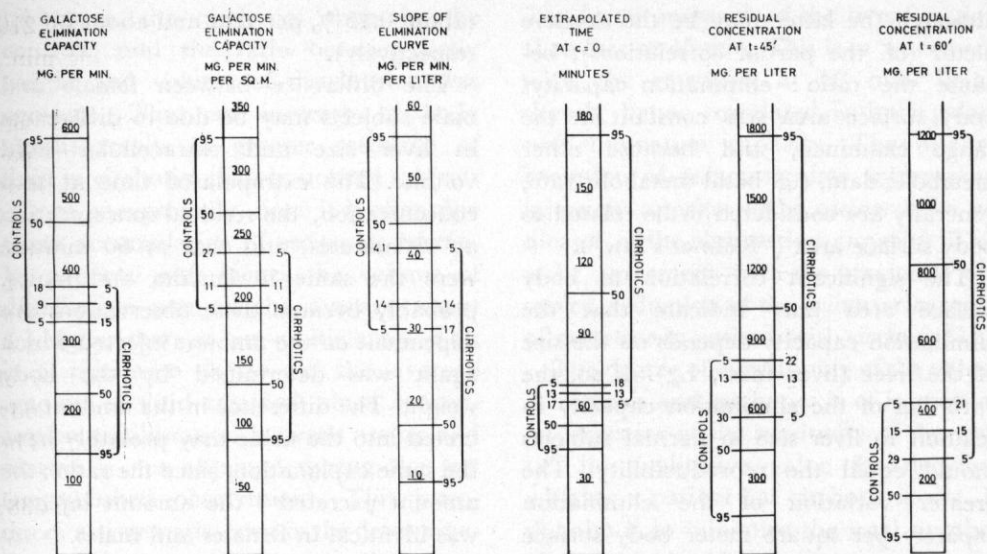 GALACTOSE
ELIMINATION
CAPACITY
MG. PER MIN.
600
95
500
50
400
18 5
9 9
5 15
300
50
200
95
100
CONTROLS
CIRRHOTICS
GALACTOSE
ELIMINATION
CAPACITY
MG. PER MIN.
PER SQ M.
350
95
300
50
250
27 5
11 200 11
150
50
100
95
50
CONTROLS
CIRRHOTICS
SLOPE OF
ELIMINATION
CURVE
MG. PER MIN.
PER LITER
60
95
50
50
40 5
14 14
5 30 17
20
50
10 95
CONTROLS
CIRRHOTICS
EXTRAPOLATED
TIME
AT c=0
MINUTES
180
95
150
120
50
90
5 18
13 13
17 5
60
50
95
30
CONTROLS
CIRRHOTICS
RESIDUAL
CONCENTRATION
AT t=45'
MG PER LITER
1800 95
1500
1200
50
900
5 22
13 13
600 5
50
300
95
CONTROLS
CIRRHOTICS
RESIDUAL
CONCENTRATION
AT t=60'
MG PER LITER
1200 95
1000
50
800
600
5 400 21
15 15
29 5
50 200
95
CONTROLS
CIRRHOTICS